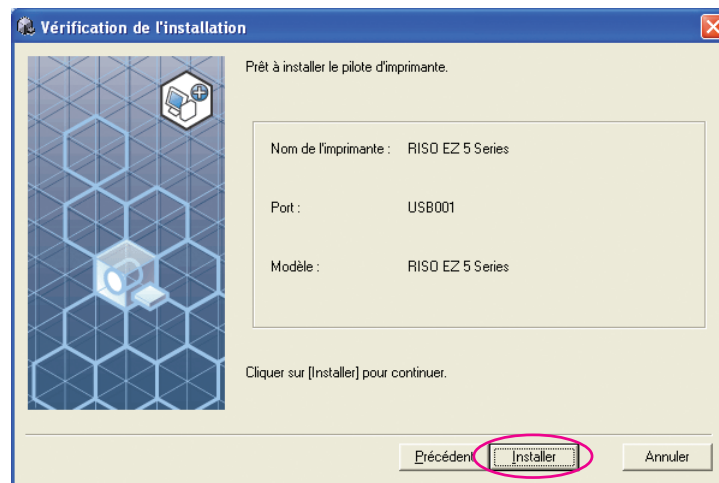 Vérification de l'installation
Prêt à installer le pilote d'imprimante.
Nom de l'imprimante : RISO EZ 5 Series
Port : USB001
Modèle : RISO EZ 5 Series
Cliquer sur [Installer] pour continuer.
Précédent Installer Annuler